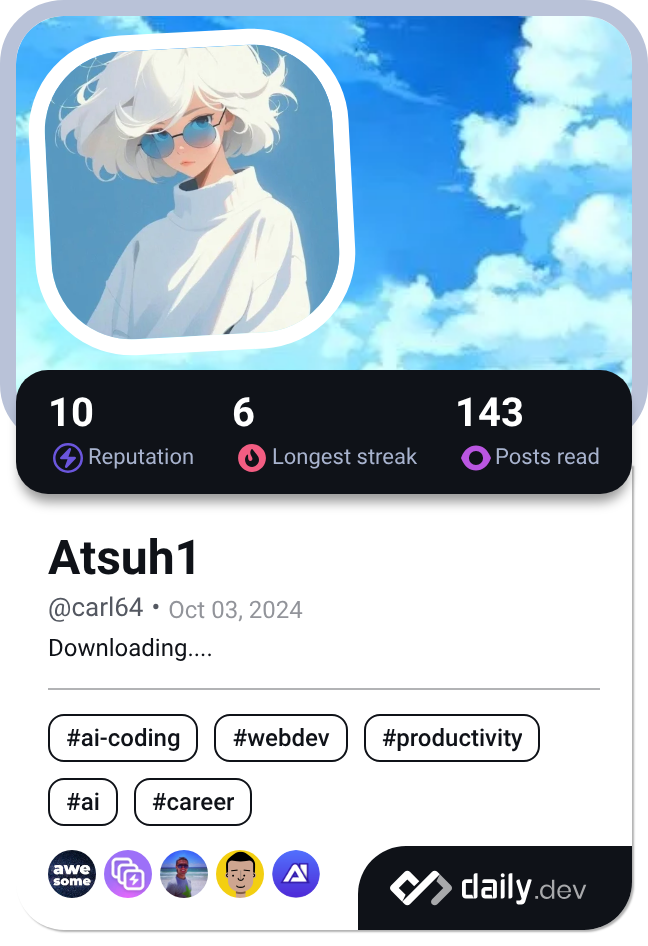 10 6 143
Reputation Longest streak Posts read
Atsuh1
@carl64 • Oct 03, 2024
Downloading....
#ai-coding #webdev #productivity
#ai #career
awe
some
daily.dev